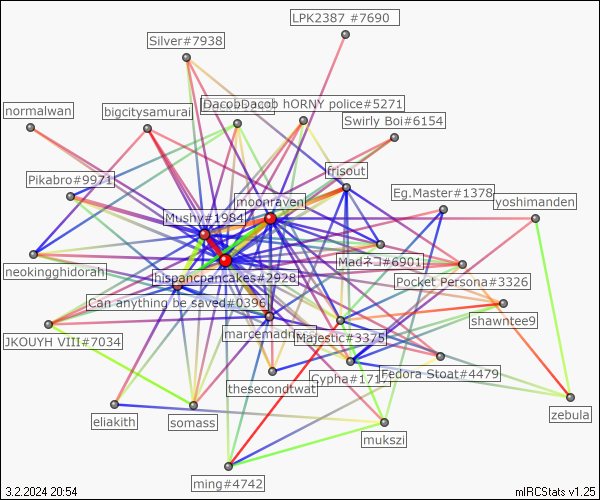 LPK2387 #7690
Silver#7938
normalwan
bigcitysamurai
DacobDacob
hORNY police#5271
Swirly Boi#6154
Pikabro#9971
frisout
Eg.Master#1378
yoshimanden
moonraven
Mushy#1984
neokingghidorah
hispancpancakes#2928
Madネコ#6901
Pocket Persona#3326
Can anything be saved#0396
shawntee9
JKOUYH VIII#7034
Majestic#3375
thesecondtwat
Fedora Stoat#4479
eliakith
somass
zebula
mukszi
ming#4742
3.2.2024 20:54
mIRCStats v1.25